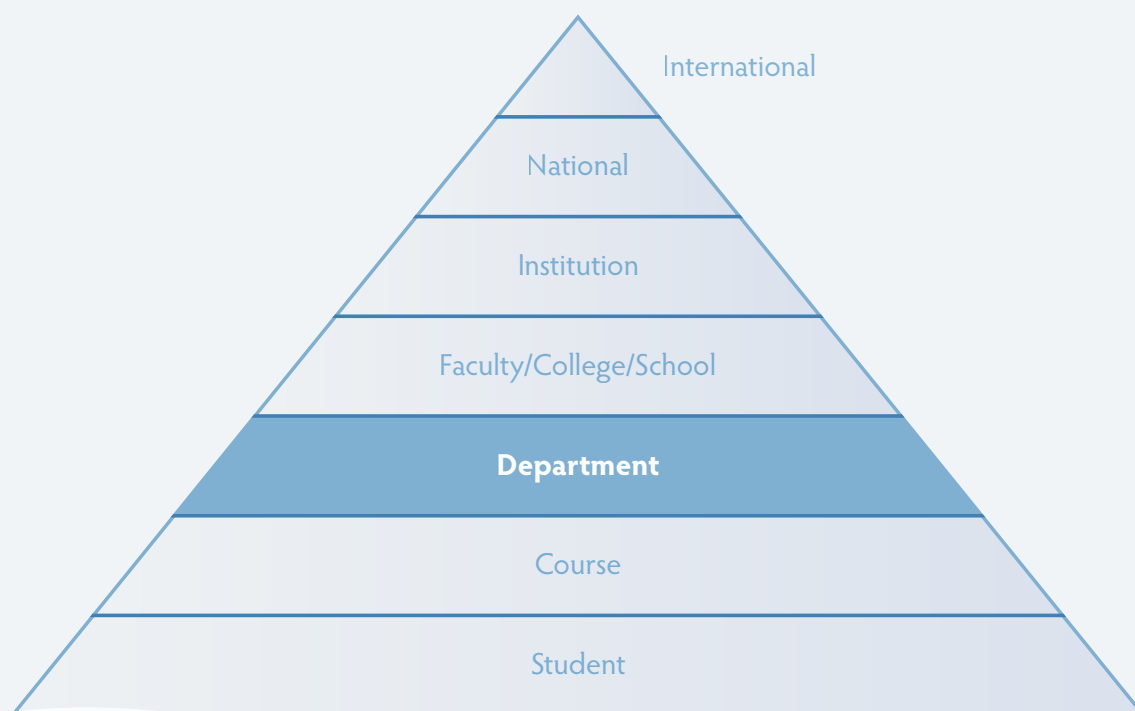 International
National
Institution
Faculty/College/School
Department
Course
Student